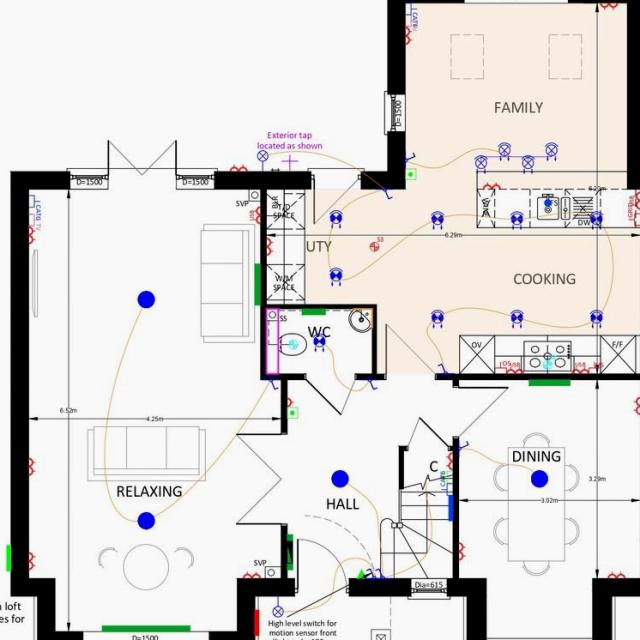 FAMILY
D=1500
Exterior tap
located as shown
D=1500
D=1500
SVP
SPACE
UTY
6.29m
S3
DW
COOKING
W/M
SPACE
SS
WC
OV
F/F
6.52m
4.25m
RELAXING
HALL
C
DINING
3.29m
3.02m
SVP
Dia=615
D=1500
loft
es for
High level switch for
motion sensor front